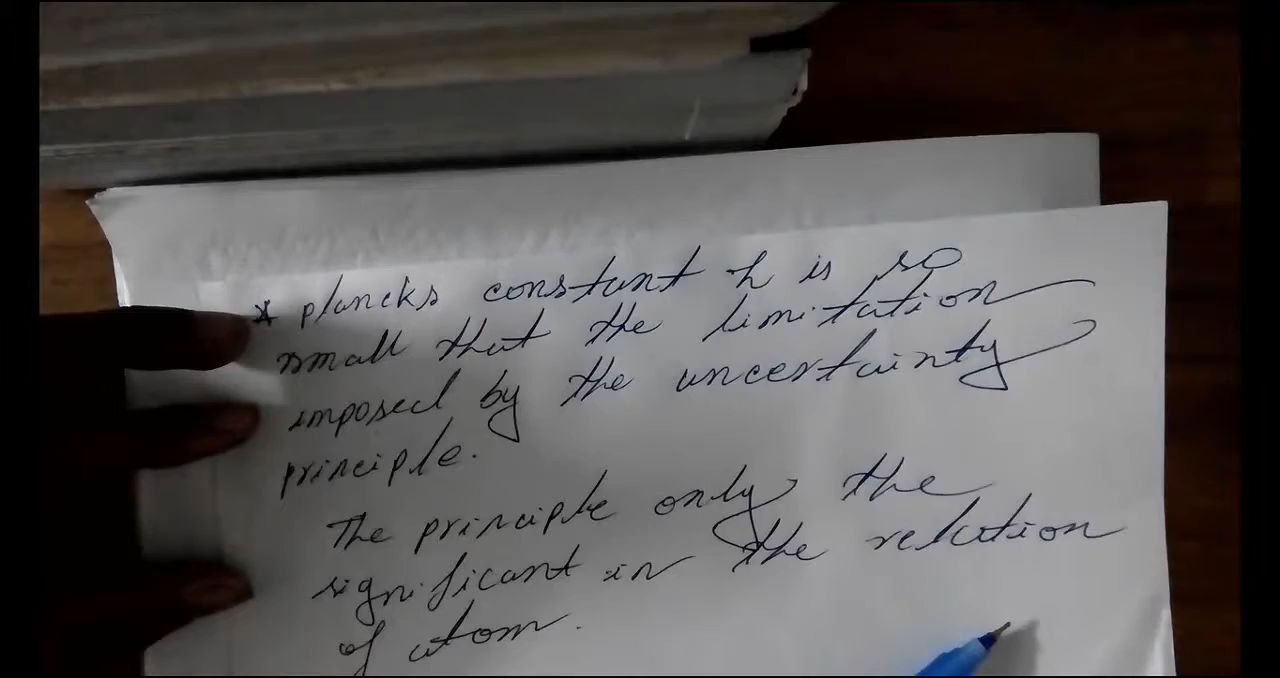 * plancks constant h is so
small that the limitation
imposed by the uncertainty
principle.
The principle only the
significant in the relation
of atom.